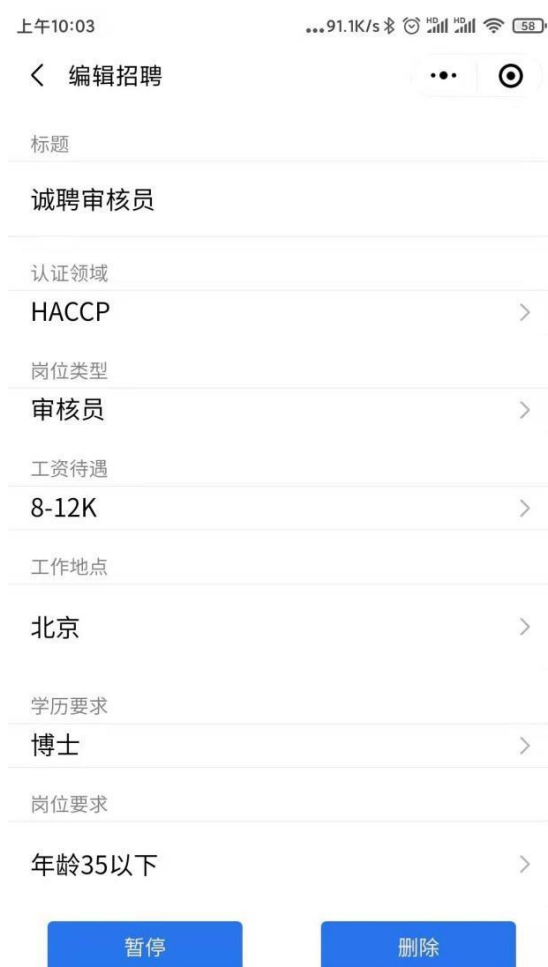 上午10:03
...91.1K/s HD HD 58
编辑招聘
标题
诚聘审核员
认证领域
HACCP
岗位类型
审核员
工资待遇
8-12K
工作地点
北京
学历要求
博士
岗位要求
年龄35以下
暂停 删除